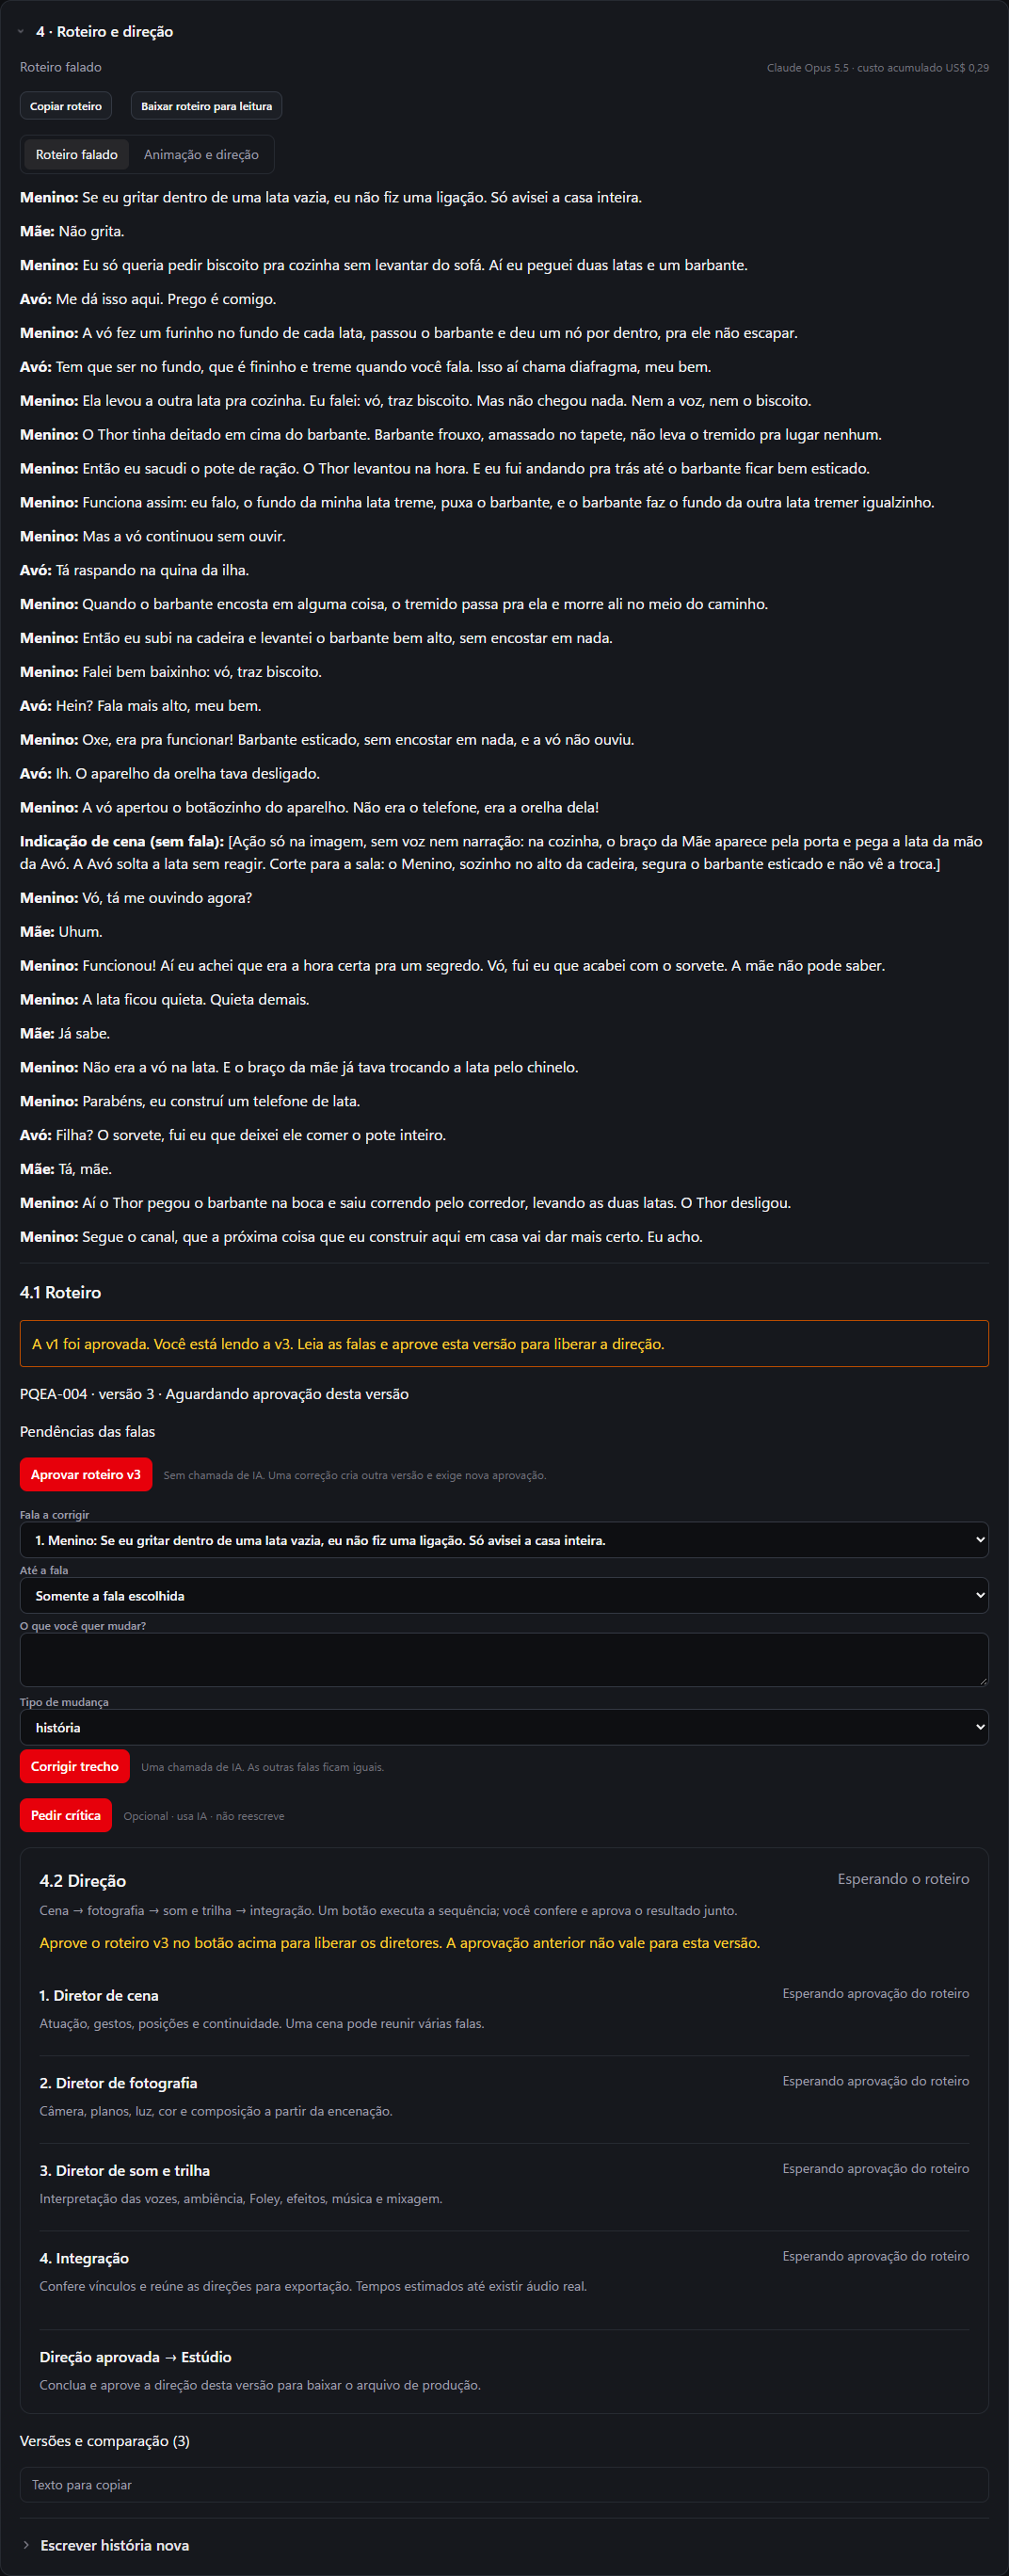 4 · Roteiro e direção
Roteiro falado
Claude Opus 5.5 · custo acumulado US$ 0,29
Copiar roteiro
Baixar roteiro para leitura
Roteiro falado
Animação e direção
Menino: Se eu gritar dentro de uma lata vazia, eu não fiz uma ligação. Só avisei a casa inteira.
Mãe: Não grita.
Menino: Eu só queria pedir biscoito pra cozinha sem levantar do sofá. Aí eu peguei duas latas e um barbante.
Avó: Me dá isso aqui. Prego é comigo.
Menino: A vó fez um furinho no fundo de cada lata, passou o barbante e deu um nó por dentro, pra ele não escapar.
Avó: Tem que ser no fundo, que é fininho e treme quando você fala. Isso aí chama diafragma, meu bem.
Menino: Ela levou a outra lata pra cozinha. Eu falei: vó, traz biscoito. Mas não chegou nada. Nem a voz, nem o biscoito.
Menino: O Thor tinha deitado em cima do barbante. Barbante frouxo, amassado no tapete, não leva o tremido pra lugar nenhum.
Menino: Então eu sacudi o pote de ração. O Thor levantou na hora. E eu fui andando pra trás até o barbante ficar bem esticado.
Menino: Funciona assim: eu falo, o fundo da minha lata treme, puxa o barbante, e o barbante faz o fundo da outra lata tremer igualzinho.
Menino: Mas a vó continuou sem ouvir.
Avó: Tá raspando na quina da ilha.
Menino: Quando o barbante encosta em alguma coisa, o tremido passa pra ela e morre ali no meio do caminho.
Menino: Então eu subi na cadeira e levantei o barbante bem alto, sem encostar em nada.
Menino: Falei bem baixinho: vó, traz biscoito.
Avó: Hein? Fala mais alto, meu bem.
Menino: Oxe, era pra funcionar! Barbante esticado, sem encostar em nada, e a vó não ouviu.
Avó: Ih. O aparelho da orelha tava desligado.
Menino: A vó apertou o botãozinho do aparelho. Não era o telefone, era a orelha dela!
Indicação de cena (sem fala): [Ação só na imagem, sem voz nem narração: na cozinha, o braço da Mãe aparece pela porta e pega a lata da mão
da Avó. A Avó solta a lata sem reagir. Corte para a sala: o Menino, sozinho no alto da cadeira, segura o barbante esticado e não vê a troca.]
Menino: Vó, tá me ouvindo agora?
Mãe: Uhum.
Menino: Funcionou! Aí eu achei que era a hora certa pra um segredo. Vó, fui eu que acabei com o sorvete. A mãe não pode saber.
Menino: A lata ficou quieta. Quieta demais.
Mãe: Já sabe.
Menino: Não era a vó na lata. E o braço da mãe já tava trocando a lata pelo chinelo.
Menino: Parabéns, eu construí um telefone de lata.
Avó: Filha? O sorvete, fui eu que deixei ele comer o pote inteiro.
Mãe: Tá, mãe.
Menino: Aí o Thor pegou o barbante na boca e saiu correndo pelo corredor, levando as duas latas. O Thor desligou.
Menino: Segue o canal, que a próxima coisa que eu construir aqui em casa vai dar mais certo. Eu acho.
4.1 Roteiro
A v1 foi aprovada. Você está lendo a v3. Leia as falas e aprove esta versão para liberar a direção.
PQEA-004 · versão 3 · Aguardando aprovação desta versão
Pendências das falas
Aprovar roteiro v3
Sem chamada de IA. Uma correção cria outra versão e exige nova aprovação.
Fala a corrigir
1. Menino: Se eu gritar dentro de uma lata vazia, eu não fiz uma ligação. Só avisei a casa inteira.
Até a fala
Somente a fala escolhida
O que você quer mudar?
Tipo de mudança
história
Corrigir trecho
Uma chamada de IA. As outras falas ficam iguais.
Pedir crítica
Opcional · usa IA · não reescreve
4.2 Direção
Esperando o roteiro
Cena → fotografia → som e trilha → integração. Um botão executa a sequência; você confere e aprova o resultado junto.
Aprove o roteiro v3 no botão acima para liberar os diretores. A aprovação anterior não vale para esta versão.
1. Diretor de cena
Esperando aprovação do roteiro
Atuação, gestos, posições e continuidade. Uma cena pode reunir várias falas.
2. Diretor de fotografia
Esperando aprovação do roteiro
Câmera, planos, luz, cor e composição a partir da encenação.
3. Diretor de som e trilha
Esperando aprovação do roteiro
Interpretação das vozes, ambiência, Foley, efeitos, música e mixagem.
4. Integração
Esperando aprovação do roteiro
Confere vínculos e reúne as direções para exportação. Tempos estimados até existir áudio real.
Direção aprovada → Estúdio
Conclua e aprove a direção desta versão para baixar o arquivo de produção.
Versões e comparação (3)
Texto para copiar
Escrever história nova